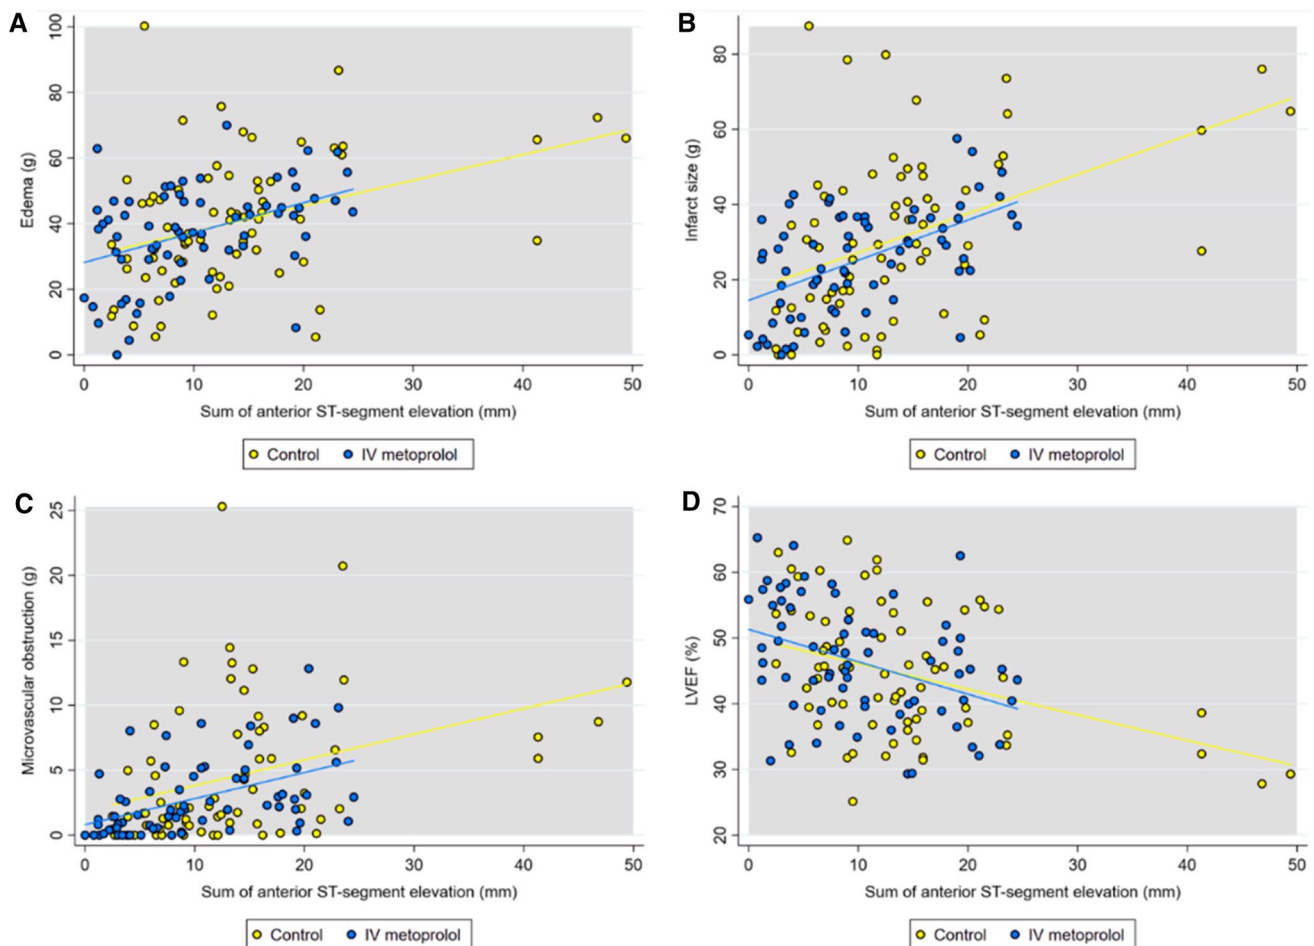 A
Edema (g)
100
80
60
40
20
0
0 10 20 30 40 50
Sum of anterior ST-segment elevation (mm)
Control IV metoprolol
B
Infarct size (g)
80
60
40
20
0
0 10 20 30 40 50
Sum of anterior ST-segment elevation (mm)
Control IV metoprolol
C
Microvascular obstruction (g)
25
20
15
10
5
0
0 10 20 30 40 50
Sum of anterior ST-segment elevation (mm)
Control IV metoprolol
D
LVEF (%)
70
60
50
40
30
20
0 10 20 30 40 50
Sum of anterior ST-segment elevation (mm)
Control IV metoprolol